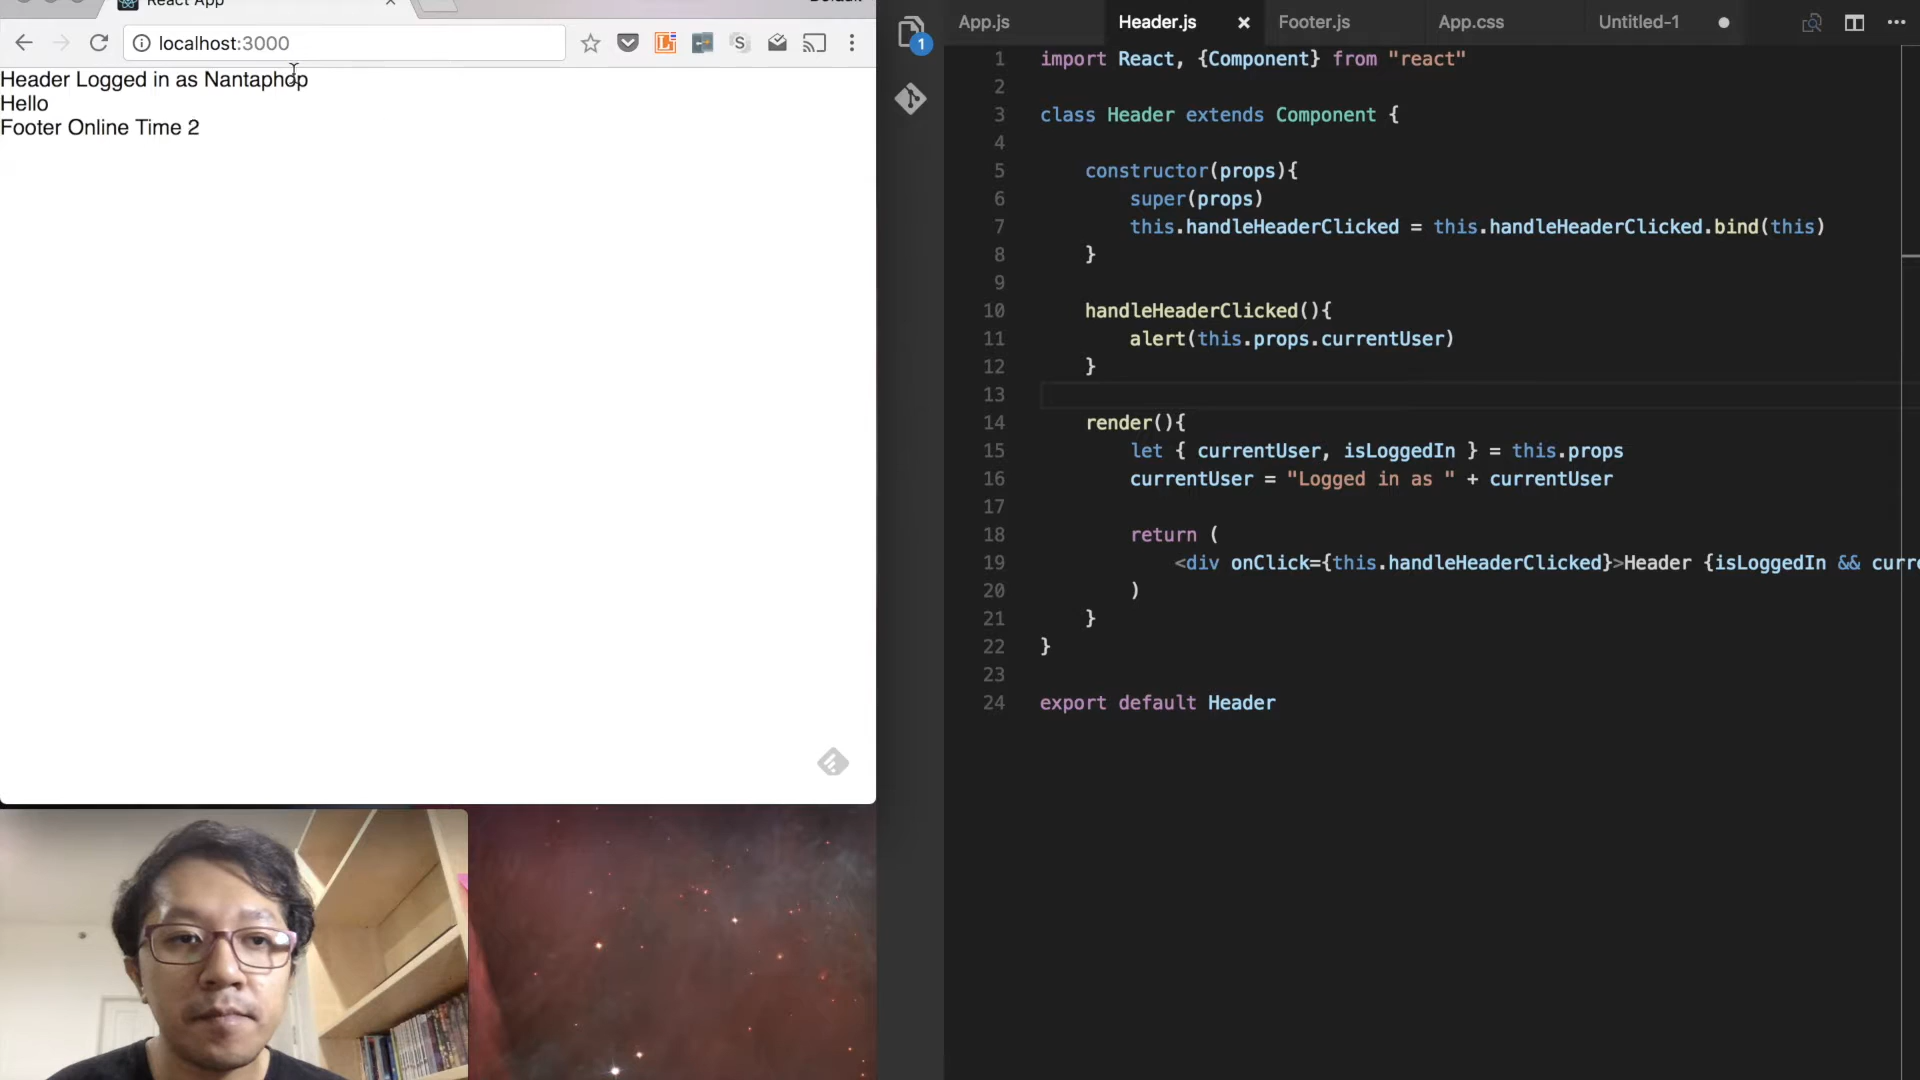 React App
Default
localhost:3000
Header Logged in as Nantaphop
Hello
Footer Online Time 2
1
App.js
Header.js
Footer.js
App.css
Untitled-1
1 import React, {Component} from "react"
2
3 class Header extends Component {
4
5 constructor(props){
6 super(props)
7 this.handleHeaderClicked = this.handleHeaderClicked.bind(this)
8 }
9
10 handleHeaderClicked(){
11 alert(this.props.currentUser)
12 }
13
14 render(){
15 let { currentUser, isLoggedIn } = this.props
16 currentUser = "Logged in as " + currentUser
17
18 return (
19 <div onClick={this.handleHeaderClicked}>Header {isLoggedIn && curre
20 )
21 }
22 }
23
24 export default Header